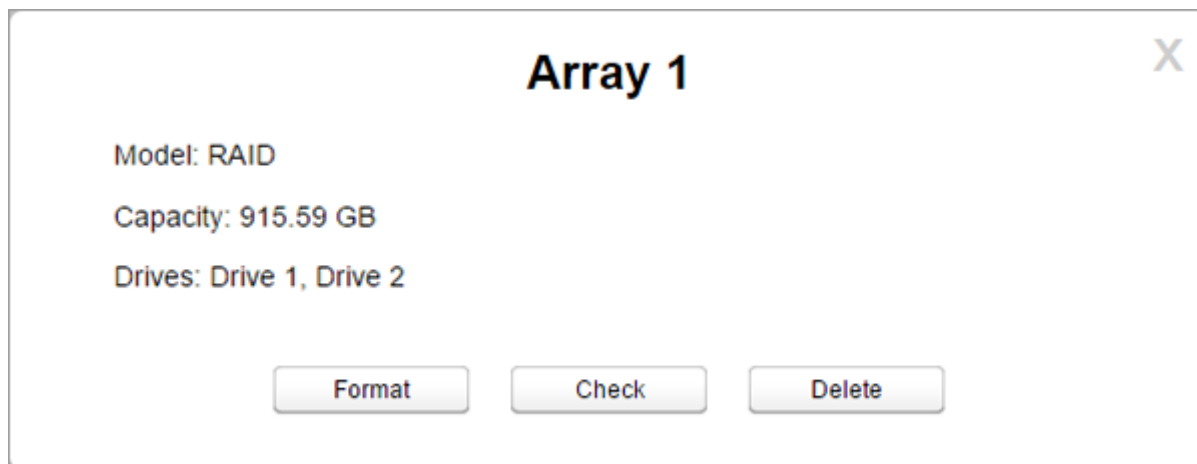 Array 1
X
Model: RAID
Capacity: 915.59 GB
Drives: Drive 1, Drive 2
Format Check Delete